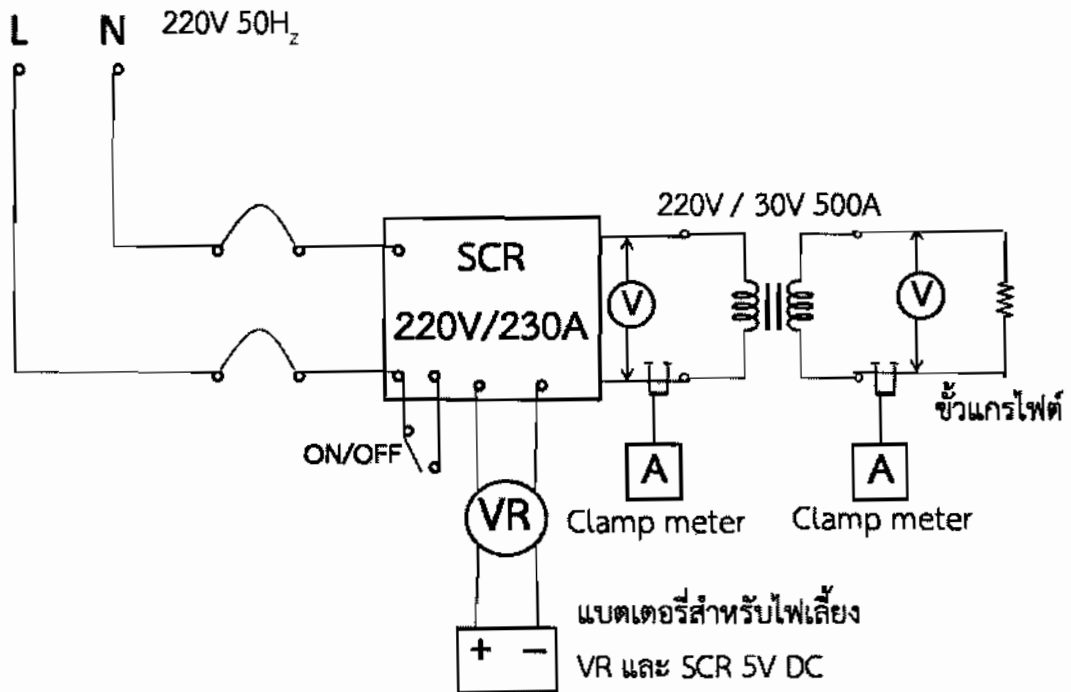 L N 220V 50Hz
220V / 30V 500A
SCR
220V/230A
V
V
ขั้วแกรไฟต์
ON/OFF
A
A
VR
Clamp meter
Clamp meter
แบตเตอรี่สำหรับไฟเลี้ยง
+ −
VR และ SCR 5V DC